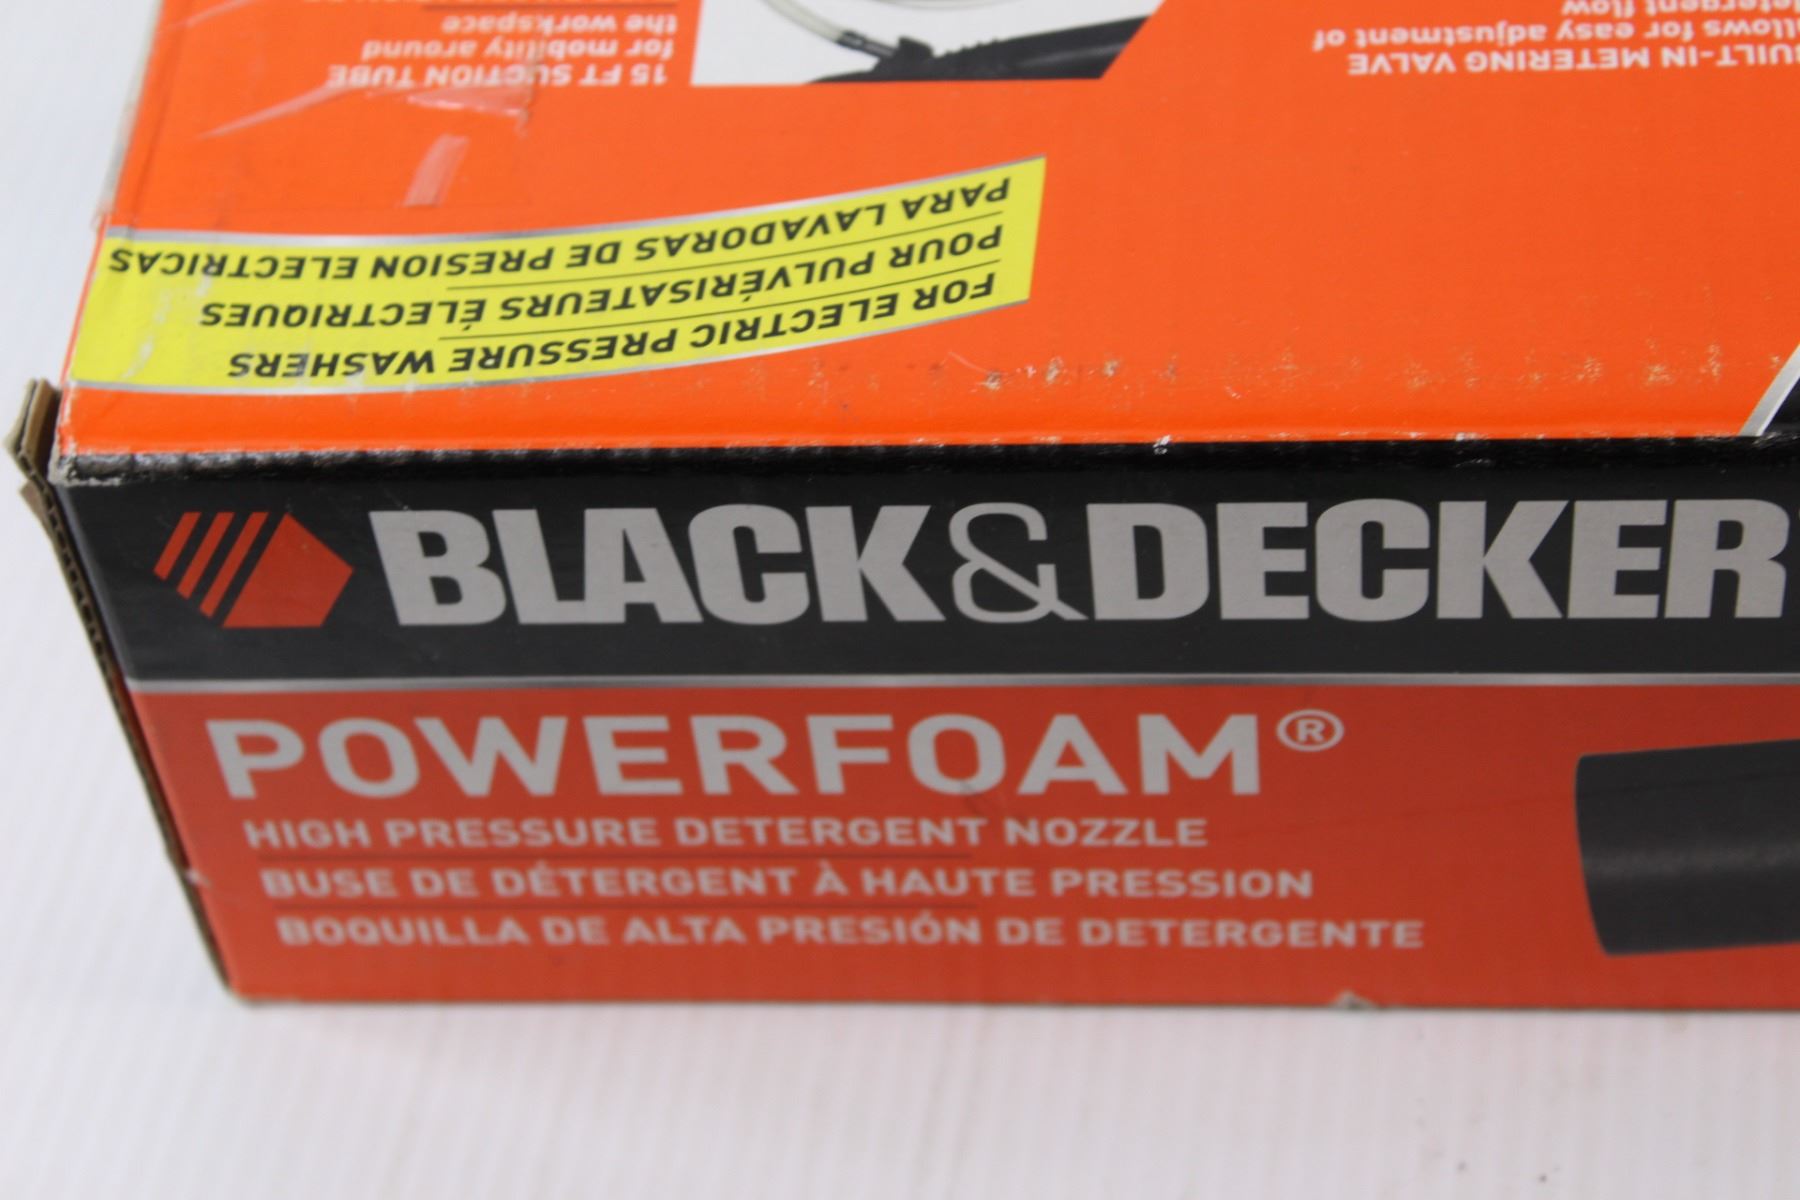 BLACK&DECKER
POWERFOAM®
HIGH PRESSURE DETERGENT NOZZLE
BUSE DE DÉTERGENT À HAUTE PRESSION
BOQUILLA DE ALTA PRESIÓN DE DETERGENTE
FOR ELECTRIC PRESSURE WASHERS
POUR PULVÉRISATEURS ÉLECTRIQUES
PARA LAVADORAS DE PRESION ELECTRICAS
BUILT-IN METERING VALVE
allows for easy adjustment of
detergent flow
15 FT SUCTION TUBE
for mobility around
the workspace